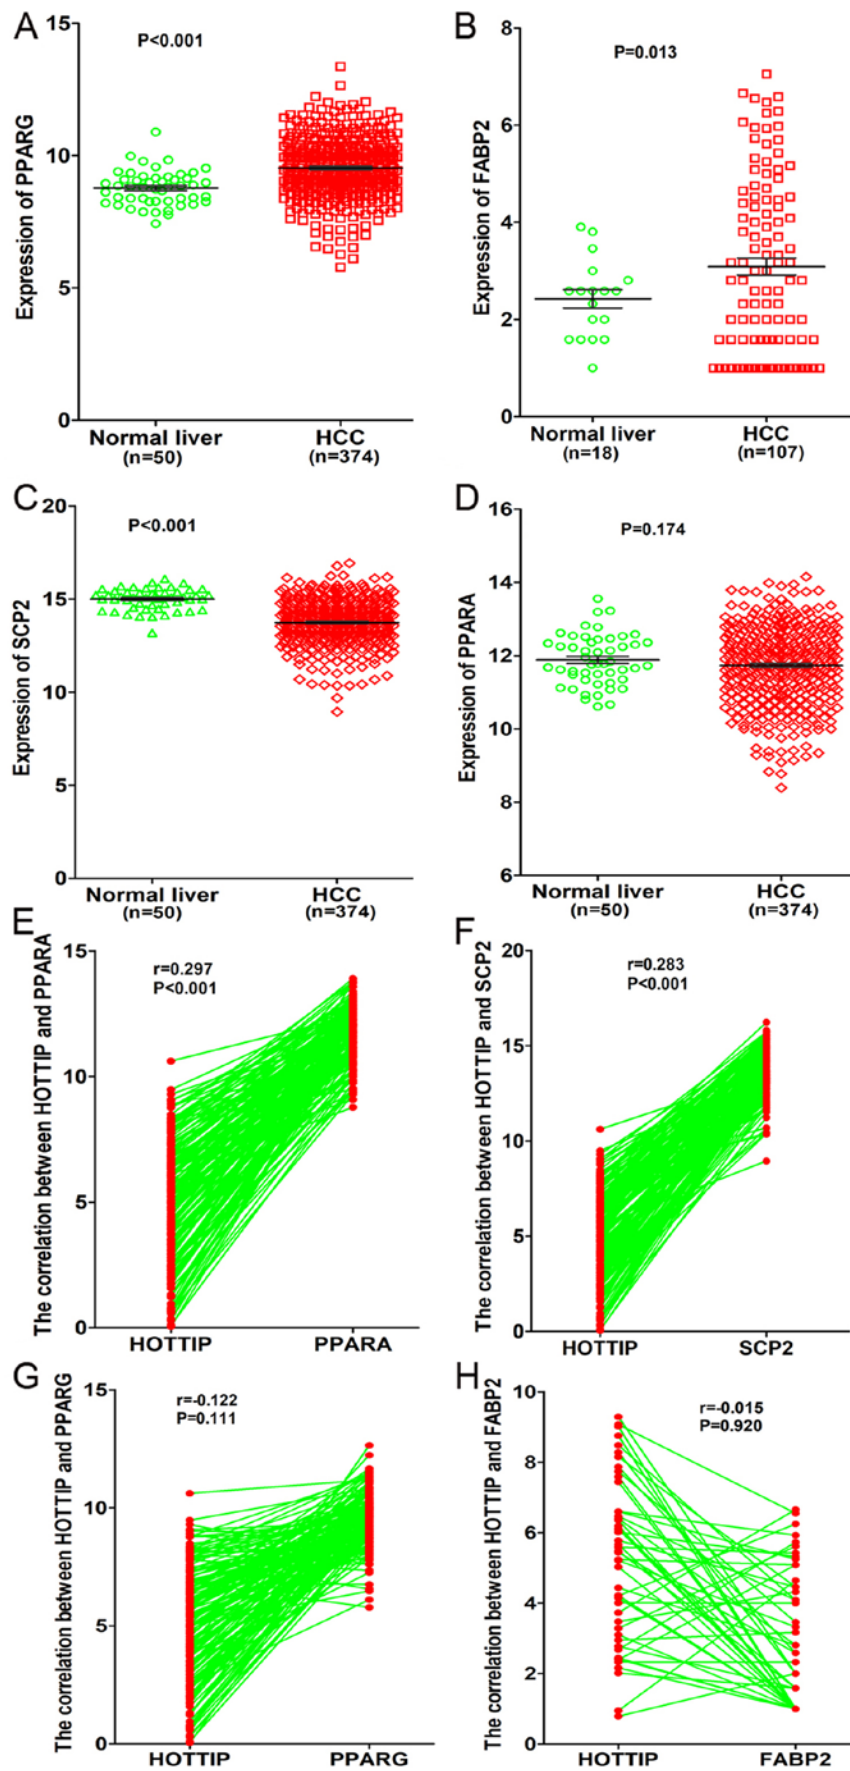 A
B
P<0.001
P=0.013
Expression of PPARG
Expression of FABP2
15
10
5
0
8
6
4
2
0
Normal liver
(n=50)
HCC
(n=374)
Normal liver
(n=18)
HCC
(n=107)
C
D
P<0.001
P=0.174
Expression of SCP2
Expression of PPARA
20
15
10
5
0
16
14
12
10
8
6
Normal liver
(n=50)
HCC
(n=374)
Normal liver
(n=50)
HCC
(n=374)
E
F
r=0.297
P<0.001
r=0.283
P<0.001
The correlation between HOTTIP and PPARA
The correlation between HOTTIP and SCP2
15
10
5
0
20
15
10
5
0
HOTTIP
PPARA
HOTTIP
SCP2
G
H
r=-0.122
P=0.111
r=-0.015
P=0.920
The correlation between HOTTIP and PPARG
The correlation between HOTTIP and FABP2
15
10
5
0
10
8
6
4
2
0
HOTTIP
PPARG
HOTTIP
FABP2